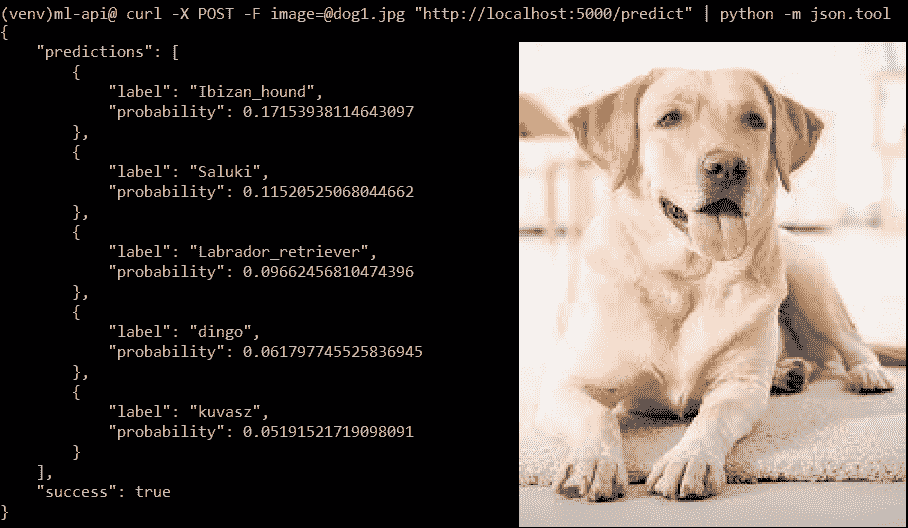 (venv)ml-api@ curl -X POST -F image=@dog1.jpg "http://localhost:5000/predict" | python -m json.tool
{
    "predictions": [
        {
            "label": "Ibizan_hound",
            "probability": 0.17153938114643097
        },
        {
            "label": "Saluki",
            "probability": 0.11520525068044662
        },
        {
            "label": "Labrador_retriever",
            "probability": 0.09662456810474396
        },
        {
            "label": "dingo",
            "probability": 0.061797745525836945
        },
        {
            "label": "kuvasz",
            "probability": 0.05191521719098091
        }
    ],
    "success": true
}